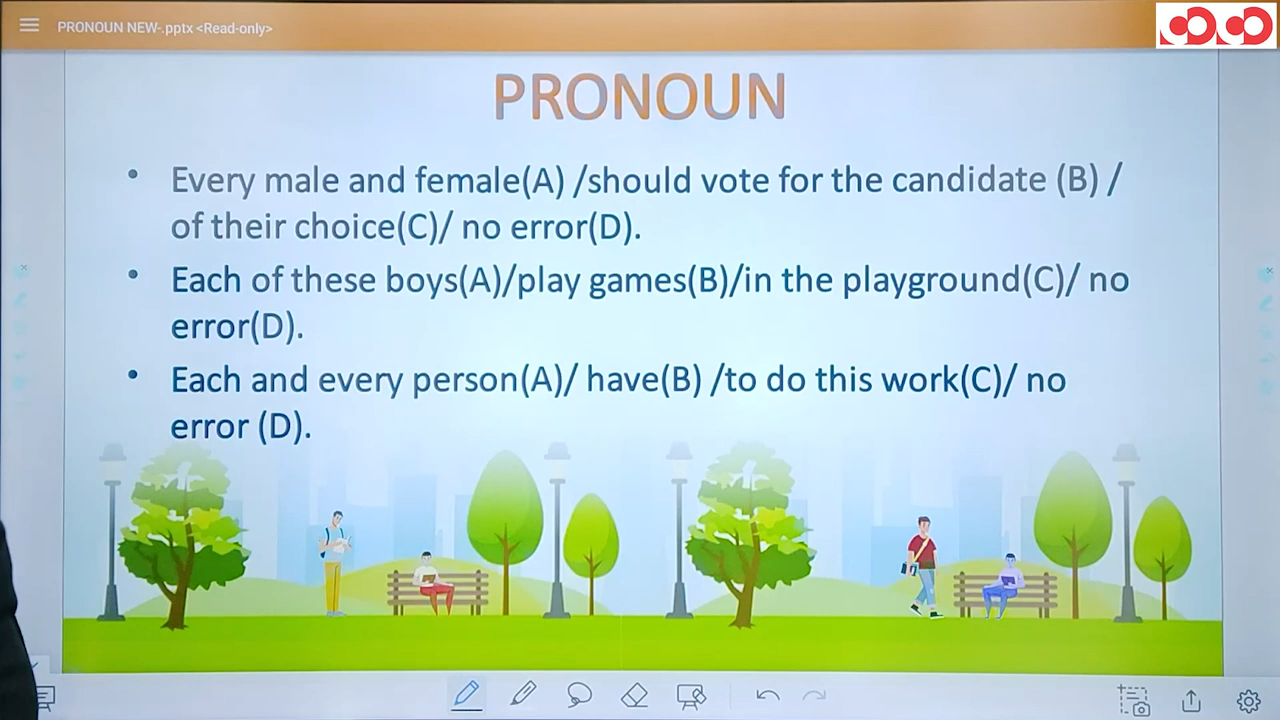 PRONOUN NEW-.pptx <Read-only>
PRONOUN
• Every male and female(A) /should vote for the candidate (B) /
of their choice(C)/ no error(D).
• Each of these boys(A)/play games(B)/in the playground(C)/ no
error(D).
• Each and every person(A)/ have(B) /to do this work(C)/ no
error (D).